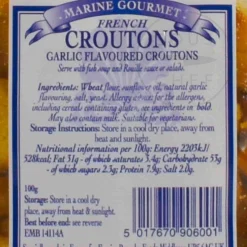 MARINE GOURMET
FRENCH
CROUTONS
GARLIC FLAVOURED CROUTONS
Serve with fish soup and Rouille sauce or salads.
Ingredients: Wheat flour, sunflower oil, natural garlic
flavouring, salt, yeast. Allergy advice: for allergens,
including cereals containing gluten, see ingredients in bold.
May also contain milk. Suitable for vegetarians.
Storage Instructions: Store in a cool dry place, away
from heat and sunlight.
Nutritional information per 100g: Energy 2205kJ/
528kcal; Fat 31g - of which saturates 3.4g; Carbohydrate 53g
- of which sugars 2.5g; Protein 7.9g; Salt 2.0g.
100g
Storage: Store in
a cool dry place, away
from heat & sunlight.
Best before end: see
reverse.
EMB 14114A
5 017670 906001